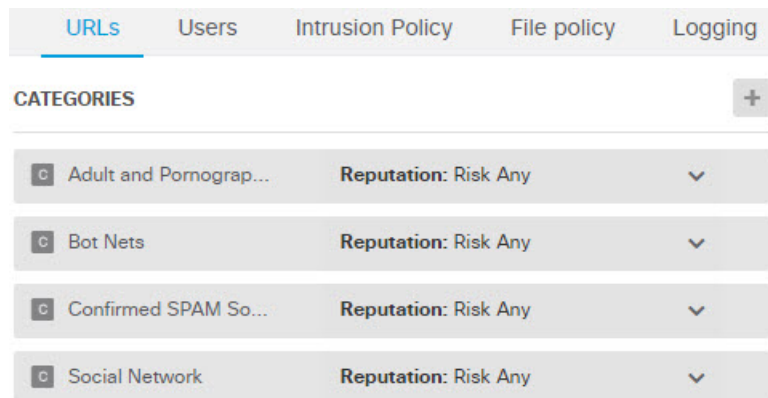 URLs Users Intrusion Policy File policy Logging
CATEGORIES +
C Adult and Pornograp... Reputation: Risk Any
C Bot Nets Reputation: Risk Any
C Confirmed SPAM So... Reputation: Risk Any
C Social Network Reputation: Risk Any